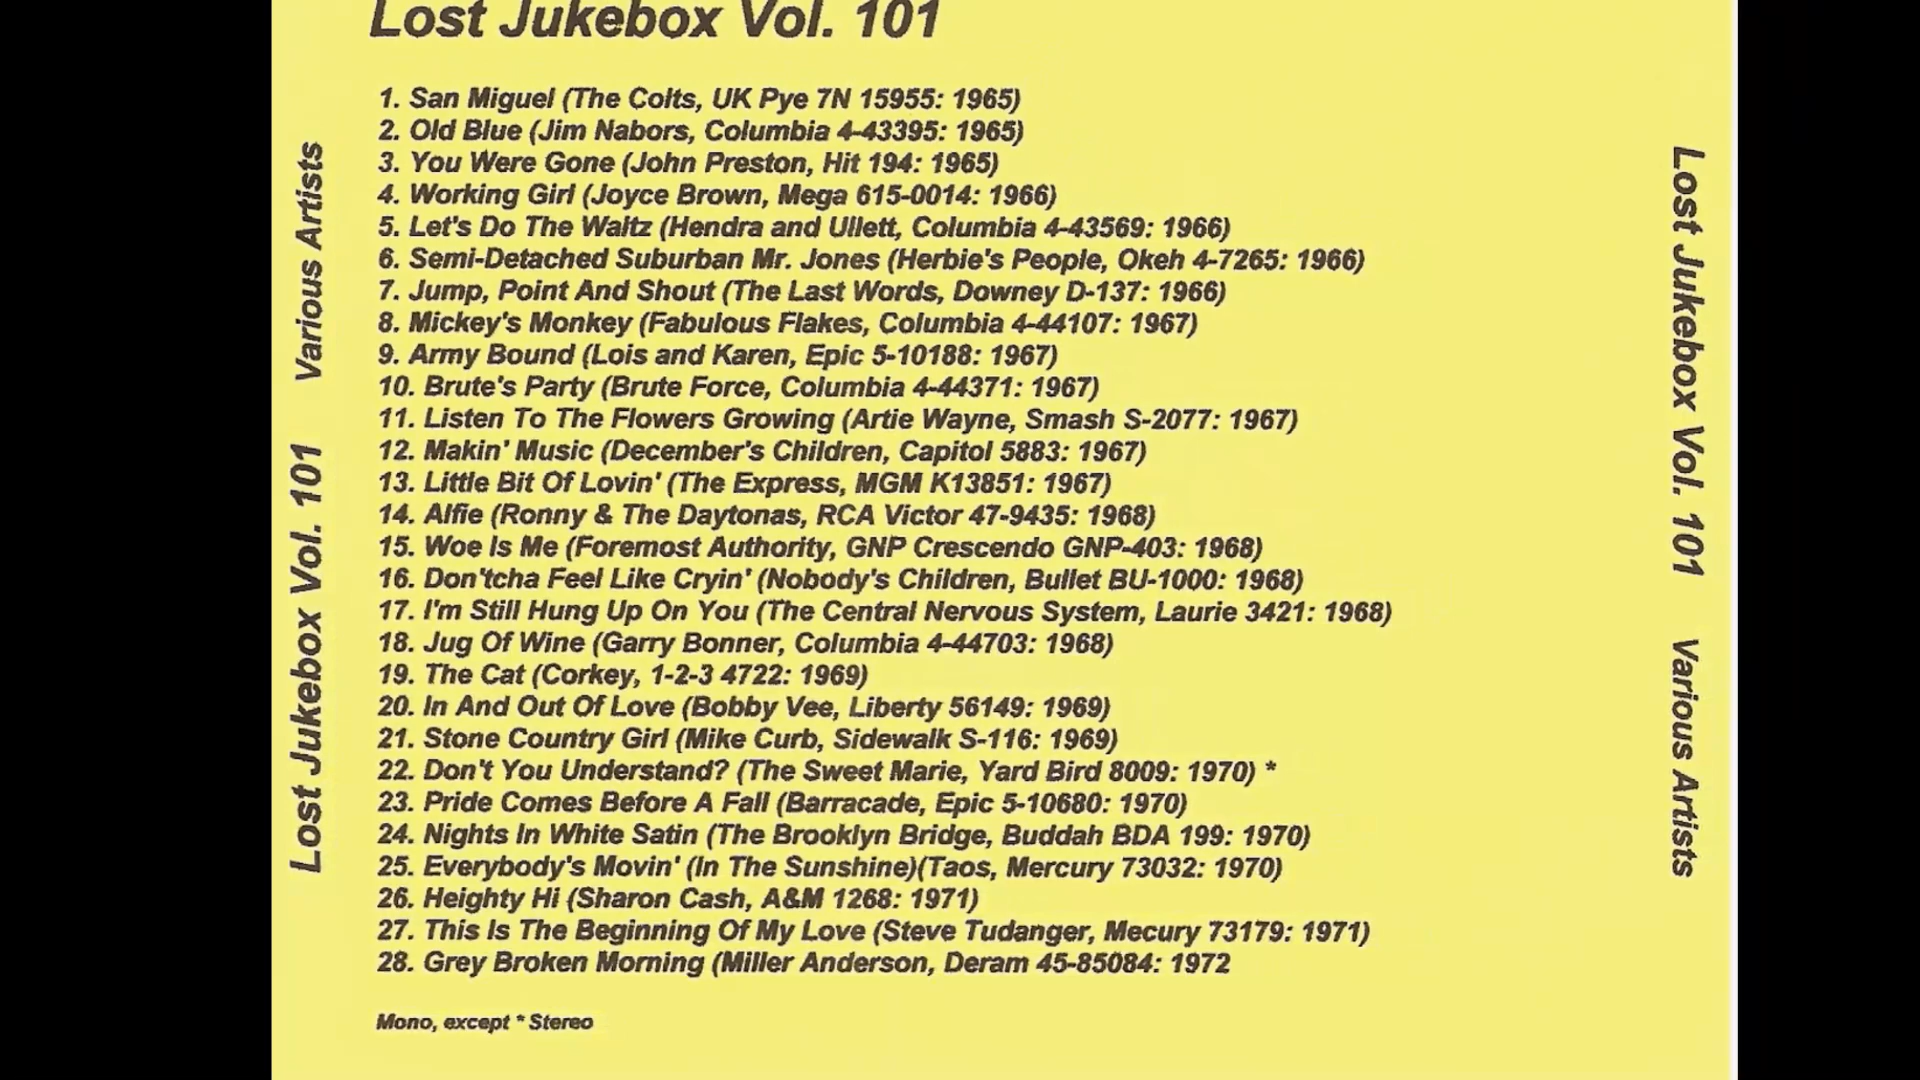 Lost Jukebox Vol. 101
1. San Miguel (The Colts, UK Pye 7N 15955: 1965)
2. Old Blue (Jim Nabors, Columbia 4-43395: 1965)
3. You Were Gone (John Preston, Hit 194: 1965)
4. Working Girl (Joyce Brown, Mega 615-0014: 1966)
5. Let's Do The Waltz (Hendra and Ullett, Columbia 4-43569: 1966)
6. Semi-Detached Suburban Mr. Jones (Herbie's People, Okeh 4-7265: 1966)
7. Jump, Point And Shout (The Last Words, Downey D-137: 1966)
8. Mickey's Monkey (Fabulous Flakes, Columbia 4-44107: 1967)
9. Army Bound (Lois and Karen, Epic 5-10188: 1967)
10. Brute's Party (Brute Force, Columbia 4-44371: 1967)
11. Listen To The Flowers Growing (Artie Wayne, Smash S-2077: 1967)
12. Makin' Music (December's Children, Capitol 5883: 1967)
13. Little Bit Of Lovin' (The Express, MGM K13851: 1967)
14. Alfie (Ronny & The Daytonas, RCA Victor 47-9435: 1968)
15. Woe Is Me (Foremost Authority, GNP Crescendo GNP-403: 1968)
16. Don'tcha Feel Like Cryin' (Nobody's Children, Bullet BU-1000: 1968)
17. I'm Still Hung Up On You (The Central Nervous System, Laurie 3421: 1968)
18. Jug Of Wine (Garry Bonner, Columbia 4-44703: 1968)
19. The Cat (Corkey, 1-2-3 4722: 1969)
20. In And Out Of Love (Bobby Vee, Liberty 56149: 1969)
21. Stone Country Girl (Mike Curb, Sidewalk S-116: 1969)
22. Don't You Understand? (The Sweet Marie, Yard Bird 8009: 1970) *
23. Pride Comes Before A Fall (Barracade, Epic 5-10680: 1970)
24. Nights In White Satin (The Brooklyn Bridge, Buddah BDA 199: 1970)
25. Everybody's Movin' (In The Sunshine)(Taos, Mercury 73032: 1970)
26. Heighty Hi (Sharon Cash, A&M 1268: 1971)
27. This Is The Beginning Of My Love (Steve Tudanger, Mecury 73179: 1971)
28. Grey Broken Morning (Miller Anderson, Deram 45-85084: 1972
Mono, except * Stereo
Lost Jukebox Vol. 101 Various Artists
Lost Jukebox Vol. 101 Various Artists